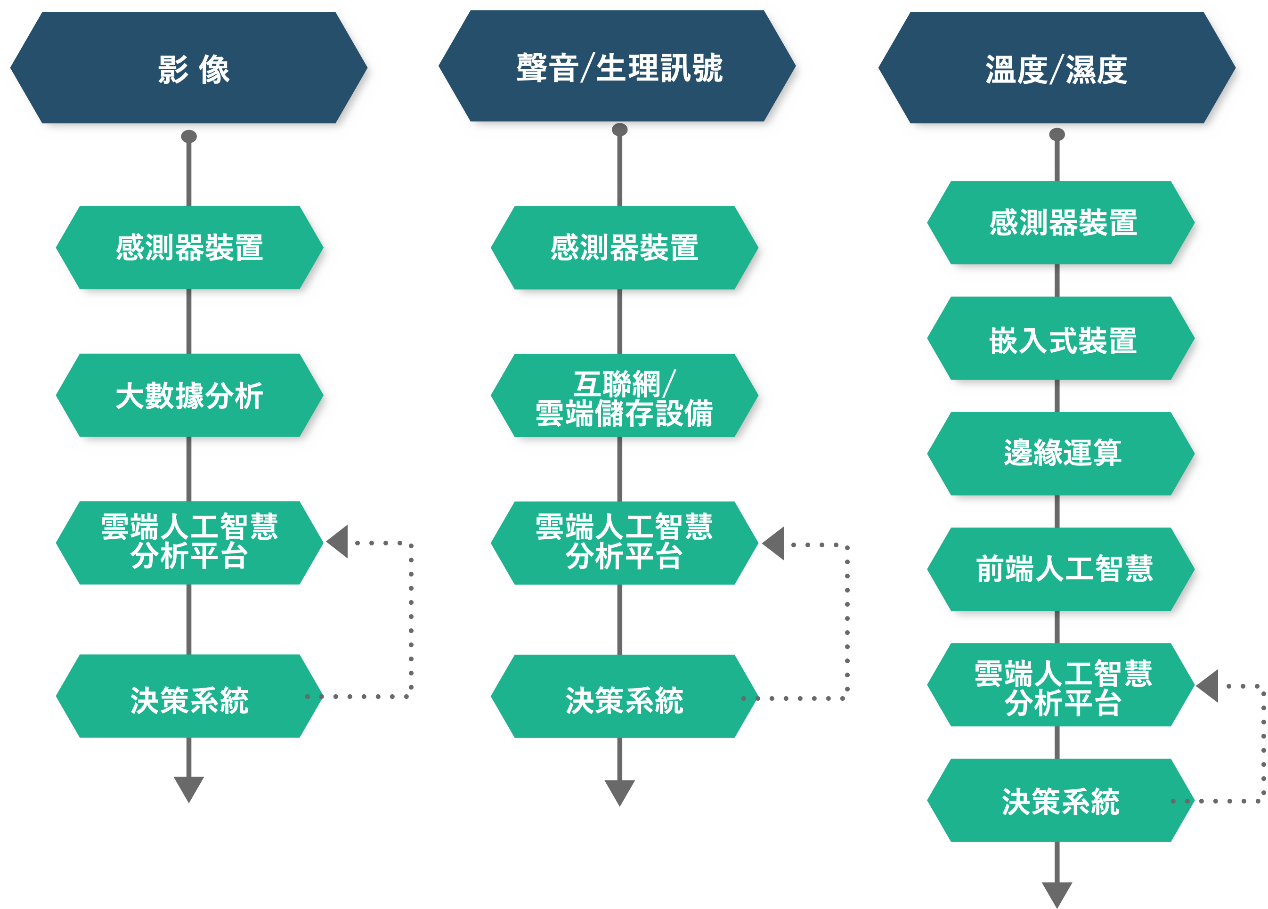 影像
感測器裝置
大數據分析
雲端人工智慧
分析平台
決策系統
聲音/生理訊號
感測器裝置
互聯網/
雲端儲存設備
雲端人工智慧
分析平台
決策系統
溫度/濕度
感測器裝置
嵌入式裝置
邊緣運算
前端人工智慧
雲端人工智慧
分析平台
決策系統